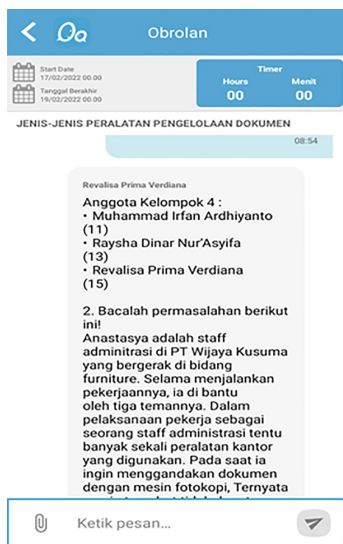 Obrolan
Start Date
17/02/2022 00.00
Tanggal Berakhir
19/02/2022 00.00
Timer
Hours Menit
00 00
JENIS-JENIS PERALATAN PENGELOLAAN DOKUMEN
08:54
Revalisa Prima Verdiana
Anggota Kelompok 4 :
• Muhammad Irfan Ardhiyanto
(11)
• Raysha Dinar Nur'Asyifa
(13)
• Revalisa Prima Verdiana
(15)
2. Bacalah permasalahan berikut
ini!
Anastasya adalah staff
adminitrasi di PT Wijaya Kusuma
yang bergerak di bidang
furniture. Selama menjalankan
pekerjaannya, ia di bantu
oleh tiga temannya. Dalam
pelaksanaan pekerja sebagai
seorang staff administrasi tentu
banyak sekali peralatan kantor
yang digunakan. Pada saat ia
ingin menggandakan dokumen
dengan mesin fotokopi, Ternyata
Ketik pesan...